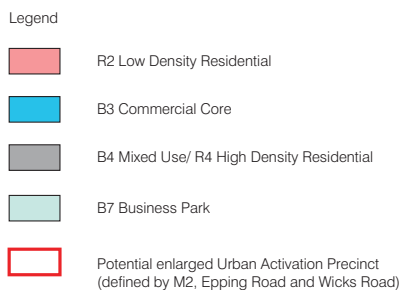 Legend
R2 Low Density Residential
B3 Commercial Core
B4 Mixed Use/ R4 High Density Residential
B7 Business Park
Potential enlarged Urban Activation Precinct
(defined by M2, Epping Road and Wicks Road)